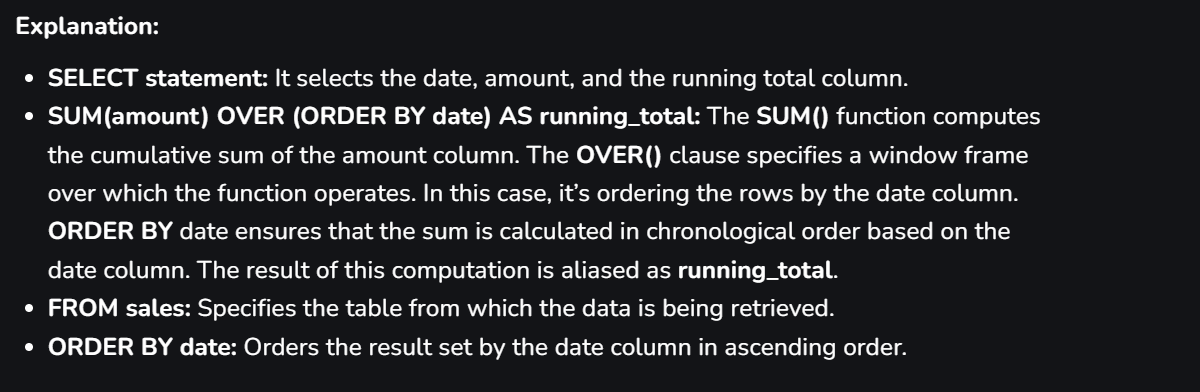 Explanation:
• SELECT statement: It selects the date, amount, and the running total column.
• SUM(amount) OVER (ORDER BY date) AS running_total: The SUM() function computes
the cumulative sum of the amount column. The OVER() clause specifies a window frame
over which the function operates. In this case, it’s ordering the rows by the date column.
ORDER BY date ensures that the sum is calculated in chronological order based on the
date column. The result of this computation is aliased as running_total.
• FROM sales: Specifies the table from which the data is being retrieved.
• ORDER BY date: Orders the result set by the date column in ascending order.